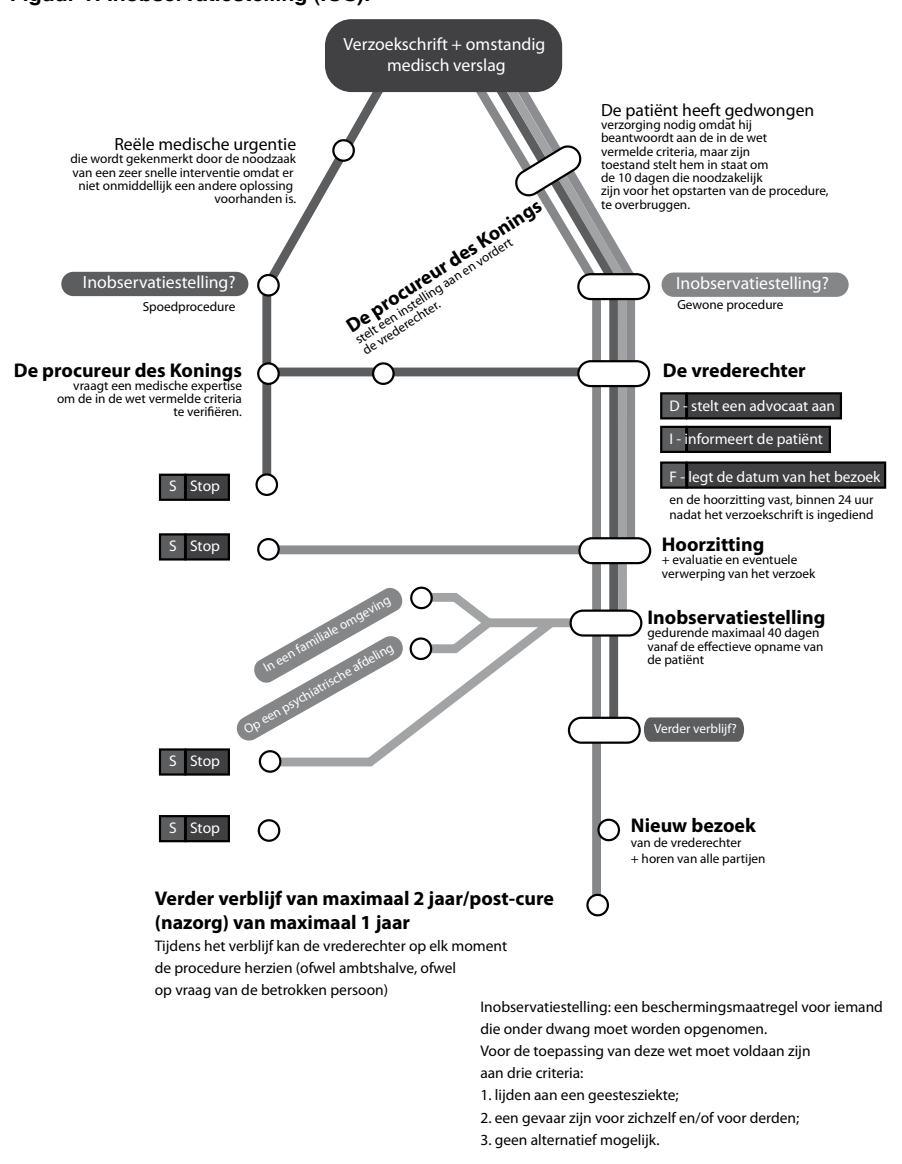 Verzoekschrift + omstandig
medisch verslag
Reële medische urgentie
die wordt gekenmerkt door de noodzaak
van een zeer snelle interventie omdat er
niet onmiddellijk een andere oplossing
voorhanden is.
De patiënt heeft gedwongen
verzorging nodig omdat hij
beantwoordt aan de in de wet
vermelde criteria, maar zijn
toestand stelt hem in staat om
de 10 dagen die noodzakelijk
zijn voor het opstarten van de procedure,
te overbruggen.
Inobservatiestelling?
Spoedprocedure
De procureur des Konings
stelt een instelling aan en vordert
de vrederechter.
Inobservatiestelling?
Gewone procedure
De procureur des Konings
vraagt een medische expertise
om de in de wet vermelde criteria
te verifiëren.
De vrederechter
D - stelt een advocaat aan
I - informeert de patiënt
F - legt de datum van het bezoek
en de hoorzitting vast, binnen 24 uur
nadat het verzoekschrift is ingediend
S Stop
S Stop
Hoorzitting
+ evaluatie en eventuele
verwerping van het verzoek
In een familiale omgeving
Op een psychiatrische afdeling
Inobservatiestelling
gedurende maximaal 40 dagen
vanaf de effectieve opname van
de patiënt
Verder verblijf?
S Stop
S Stop
Nieuw bezoek
van de vrederechter
+ horen van alle partijen
Verder verblijf van maximaal 2 jaar/post-cure
(nazorg) van maximaal 1 jaar
Tijdens het verblijf kan de vrederechter op elk moment
de procedure herzien (ofwel ambtshalve, ofwel
op vraag van de betrokken persoon)
Inobservatiestelling: een beschermingsmaatregel voor iemand
die onder dwang moet worden opgenomen.
Voor de toepassing van deze wet moet voldaan zijn
aan drie criteria:
1. lijden aan een geestesziekte;
2. een gevaar zijn voor zichzelf en/of voor derden;
3. geen alternatief mogelijk.